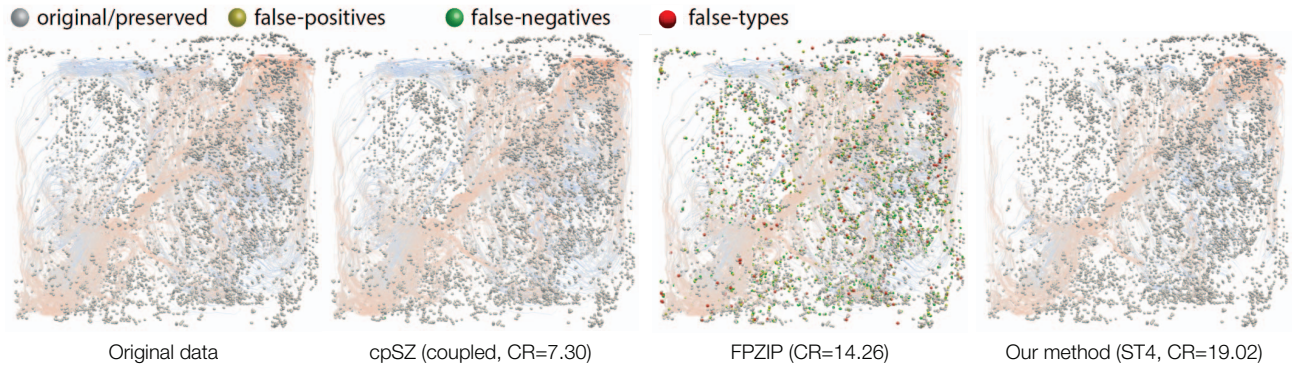 original/preserved false-positives false-negatives false-types
Original data cpSZ (coupled, CR=7.30) FPZIP (CR=14.26) Our method (ST4, CR=19.02)